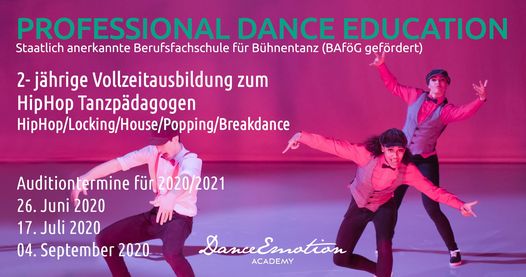 PROFESSIONAL DANCE EDUCATION
Staatlich anerkannte Berufsfachschule für Bühnentanz (BAföG gefördert)
2- jährige Vollzeitausbildung zum
HipHop Tanzpädagogen
HipHop/Locking/House/Popping/Breakdance
Auditiontermine für 2020/2021
26. Juni 2020
17. Juli 2020
04. September 2020
DanceEmotion
ACADEMY